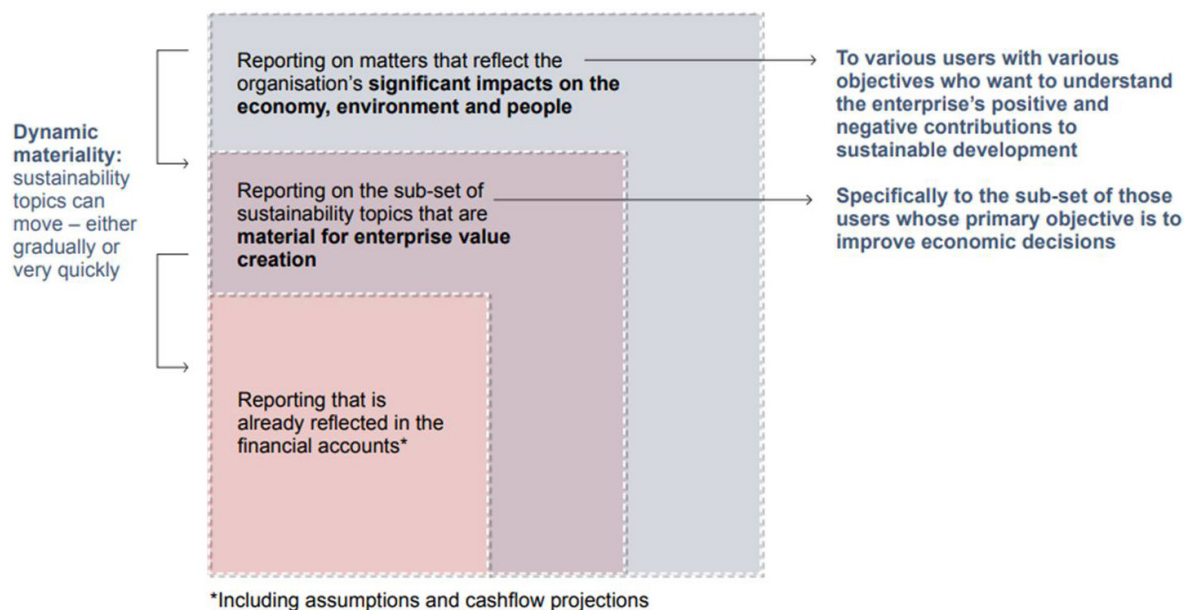 Reporting on matters that reflect the
organisation's significant impacts on the
economy, environment and people
To various users with various
objectives who want to understand
the enterprise's positive and
negative contributions to
sustainable development
Dynamic
materiality:
sustainability
topics can
move – either
gradually or
very quickly
Reporting on the sub-set of
sustainability topics that are
material for enterprise value
creation
Specifically to the sub-set of those
users whose primary objective is to
improve economic decisions
Reporting that is
already reflected in the
financial accounts*
*Including assumptions and cashflow projections